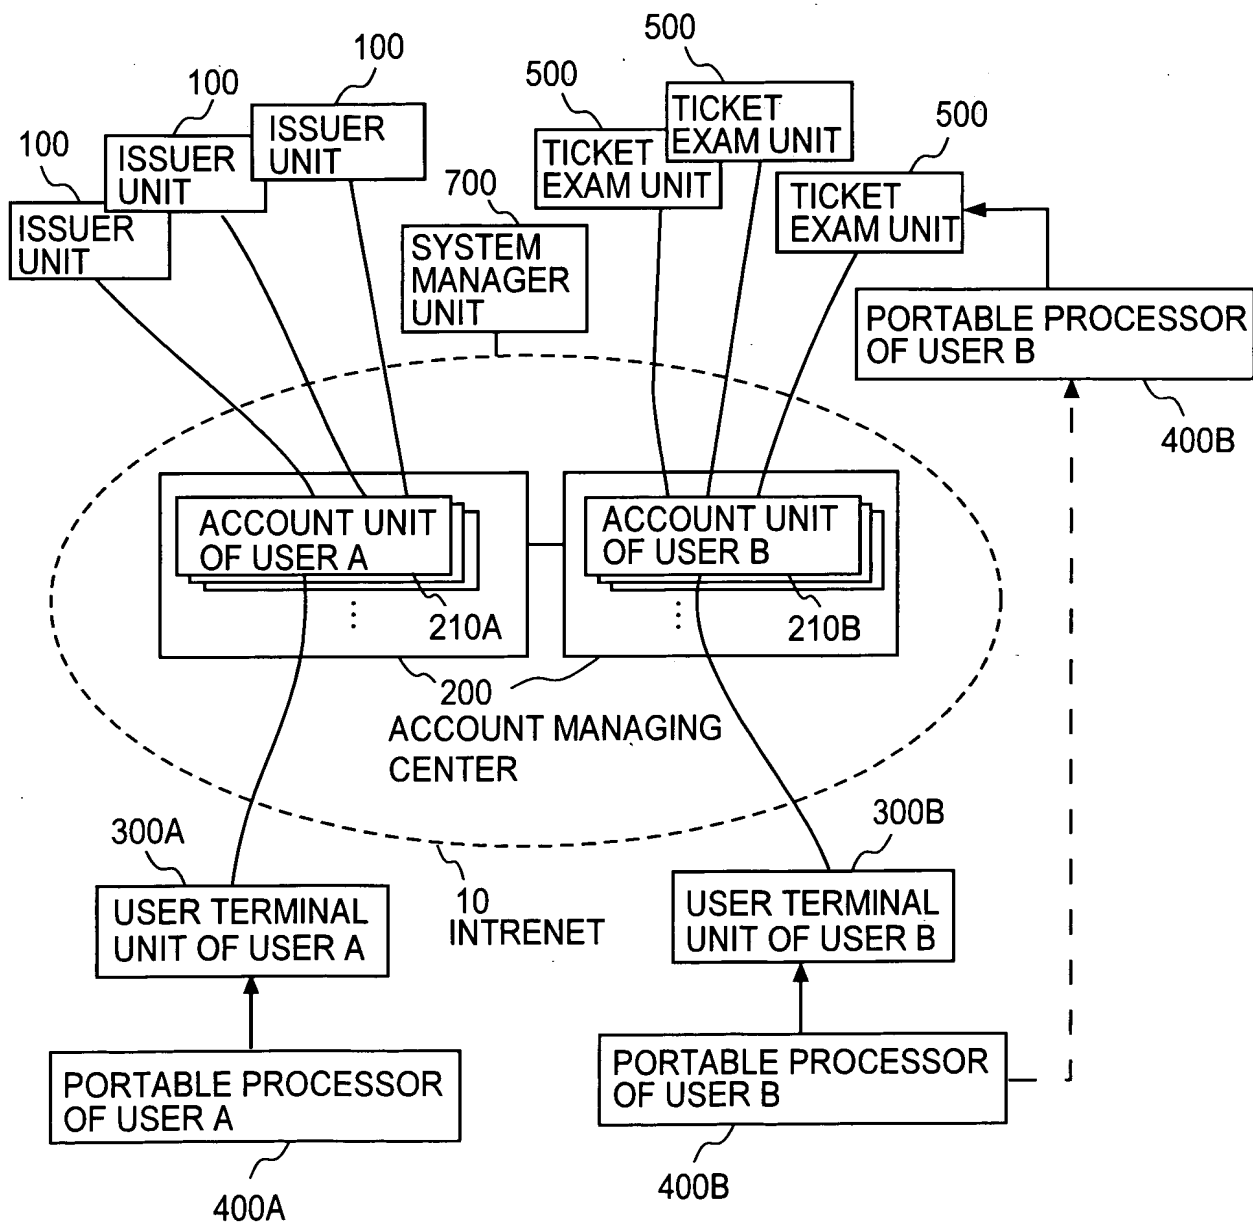 100
100
100
ISSUER
UNIT
ISSUER
UNIT
ISSUER
UNIT
500
500
500
TICKET
EXAM UNIT
TICKET
EXAM UNIT
TICKET
EXAM UNIT
700
SYSTEM
MANAGER
UNIT
PORTABLE PROCESSOR
OF USER B
400B
ACCOUNT UNIT
OF USER A
210A
ACCOUNT UNIT
OF USER B
210B
200
ACCOUNT MANAGING
CENTER
300A
USER TERMINAL
UNIT OF USER A
10
INTRENET
300B
USER TERMINAL
UNIT OF USER B
PORTABLE PROCESSOR
OF USER A
400A
PORTABLE PROCESSOR
OF USER B
400B